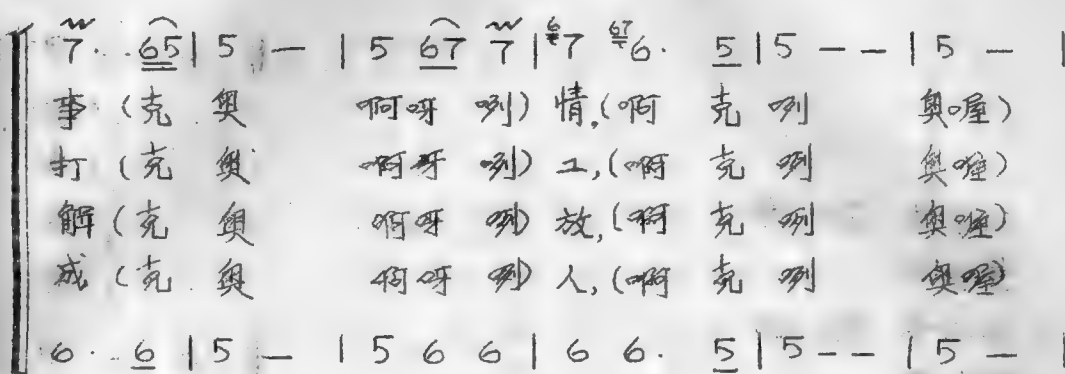 7· 65 | 5 — | 5 67 7 | 67 676· 5 | 5 — — | 5 — |
事（克 奥 啊呀 咧）情，（啊 克 咧 奥喔）
打（克 奥 啊呀 咧）工，（啊 克 咧 奥喔）
解（克 奥 啊呀 咧）放，（啊 克 咧 奥喔）
成（克 奥 啊呀 咧）人，（啊 克 咧 奥喔）
6· 6 | 5 — | 5 6 6 | 6 6· 5 | 5 — — | 5 — |